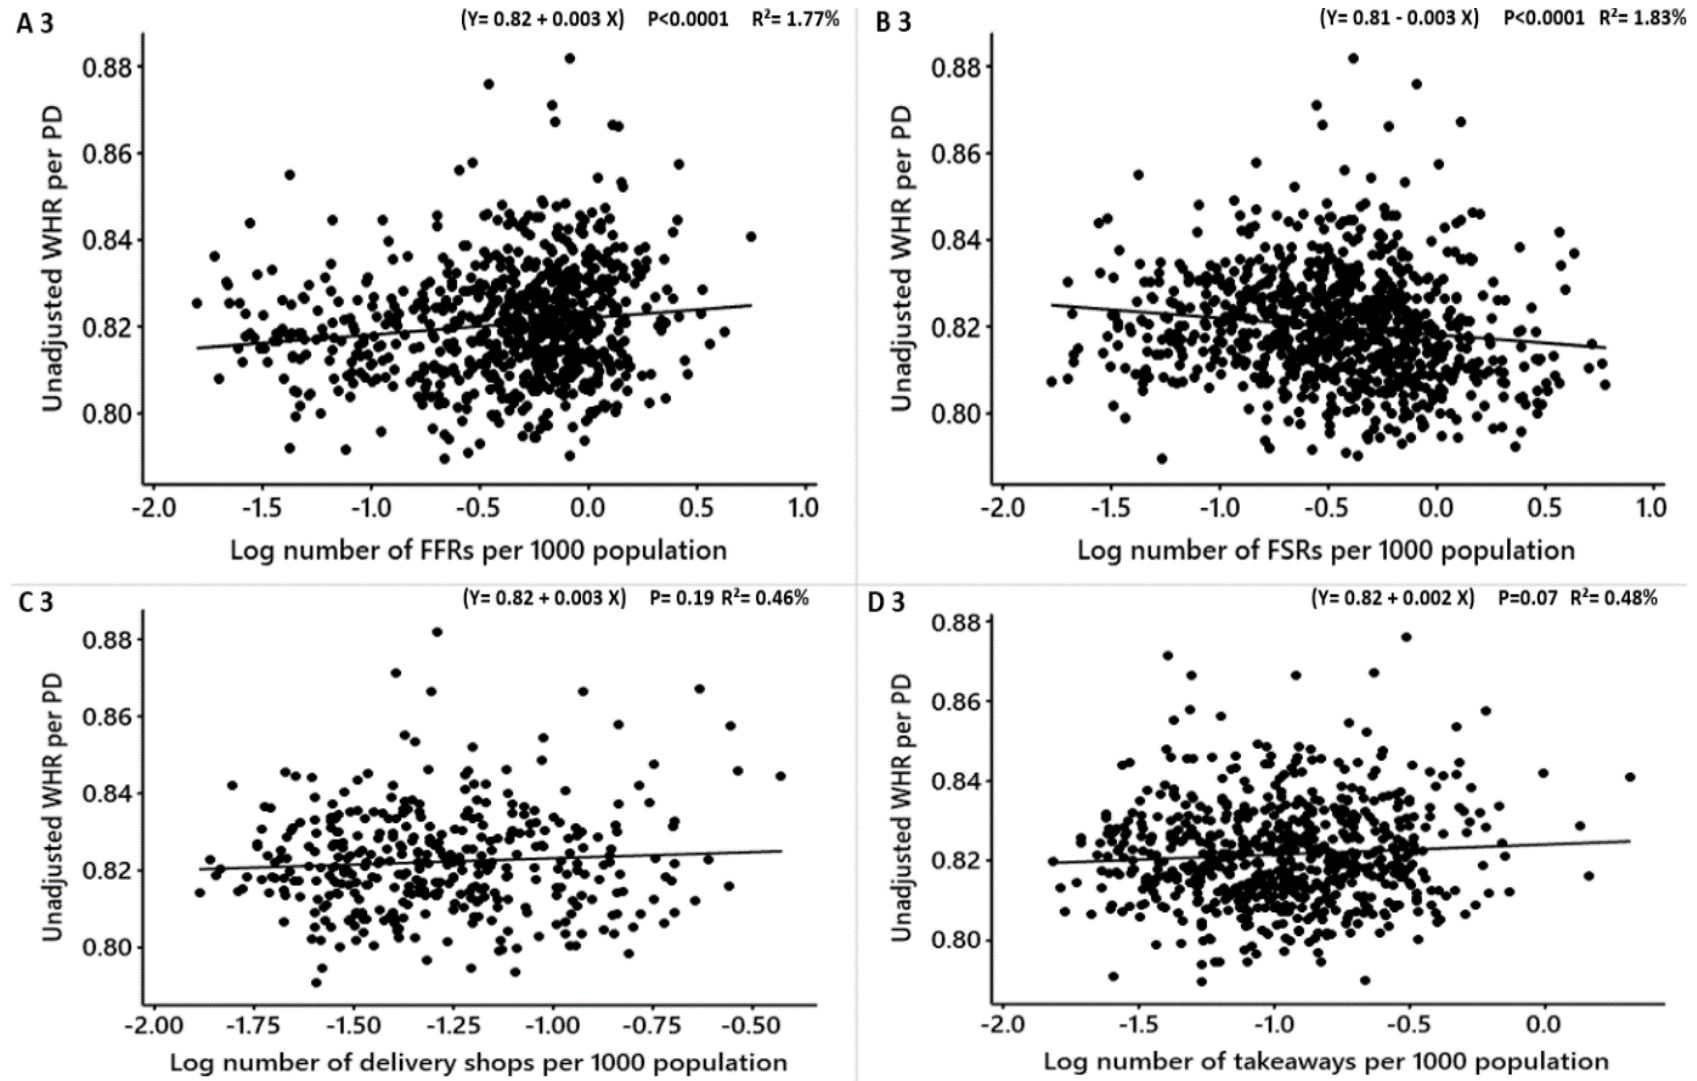 A 3
(Y= 0.82 + 0.003 X) P<0.0001 R²= 1.77%
Unadjusted WHR per PD
0.88
0.86
0.84
0.82
0.80
-2.0 -1.5 -1.0 -0.5 0.0 0.5 1.0
Log number of FFRs per 1000 population
B 3
(Y= 0.81 - 0.003 X) P<0.0001 R²= 1.83%
Unadjusted WHR per PD
0.88
0.86
0.84
0.82
0.80
-2.0 -1.5 -1.0 -0.5 0.0 0.5 1.0
Log number of FSRs per 1000 population
C 3
(Y= 0.82 + 0.003 X) P= 0.19 R²= 0.46%
Unadjusted WHR per PD
0.88
0.86
0.84
0.82
0.80
-2.00 -1.75 -1.50 -1.25 -1.00 -0.75 -0.50
Log number of delivery shops per 1000 population
D 3
(Y= 0.82 + 0.002 X) P=0.07 R²= 0.48%
Unadjusted WHR per PD
0.88
0.86
0.84
0.82
0.80
-2.0 -1.5 -1.0 -0.5 0.0
Log number of takeaways per 1000 population